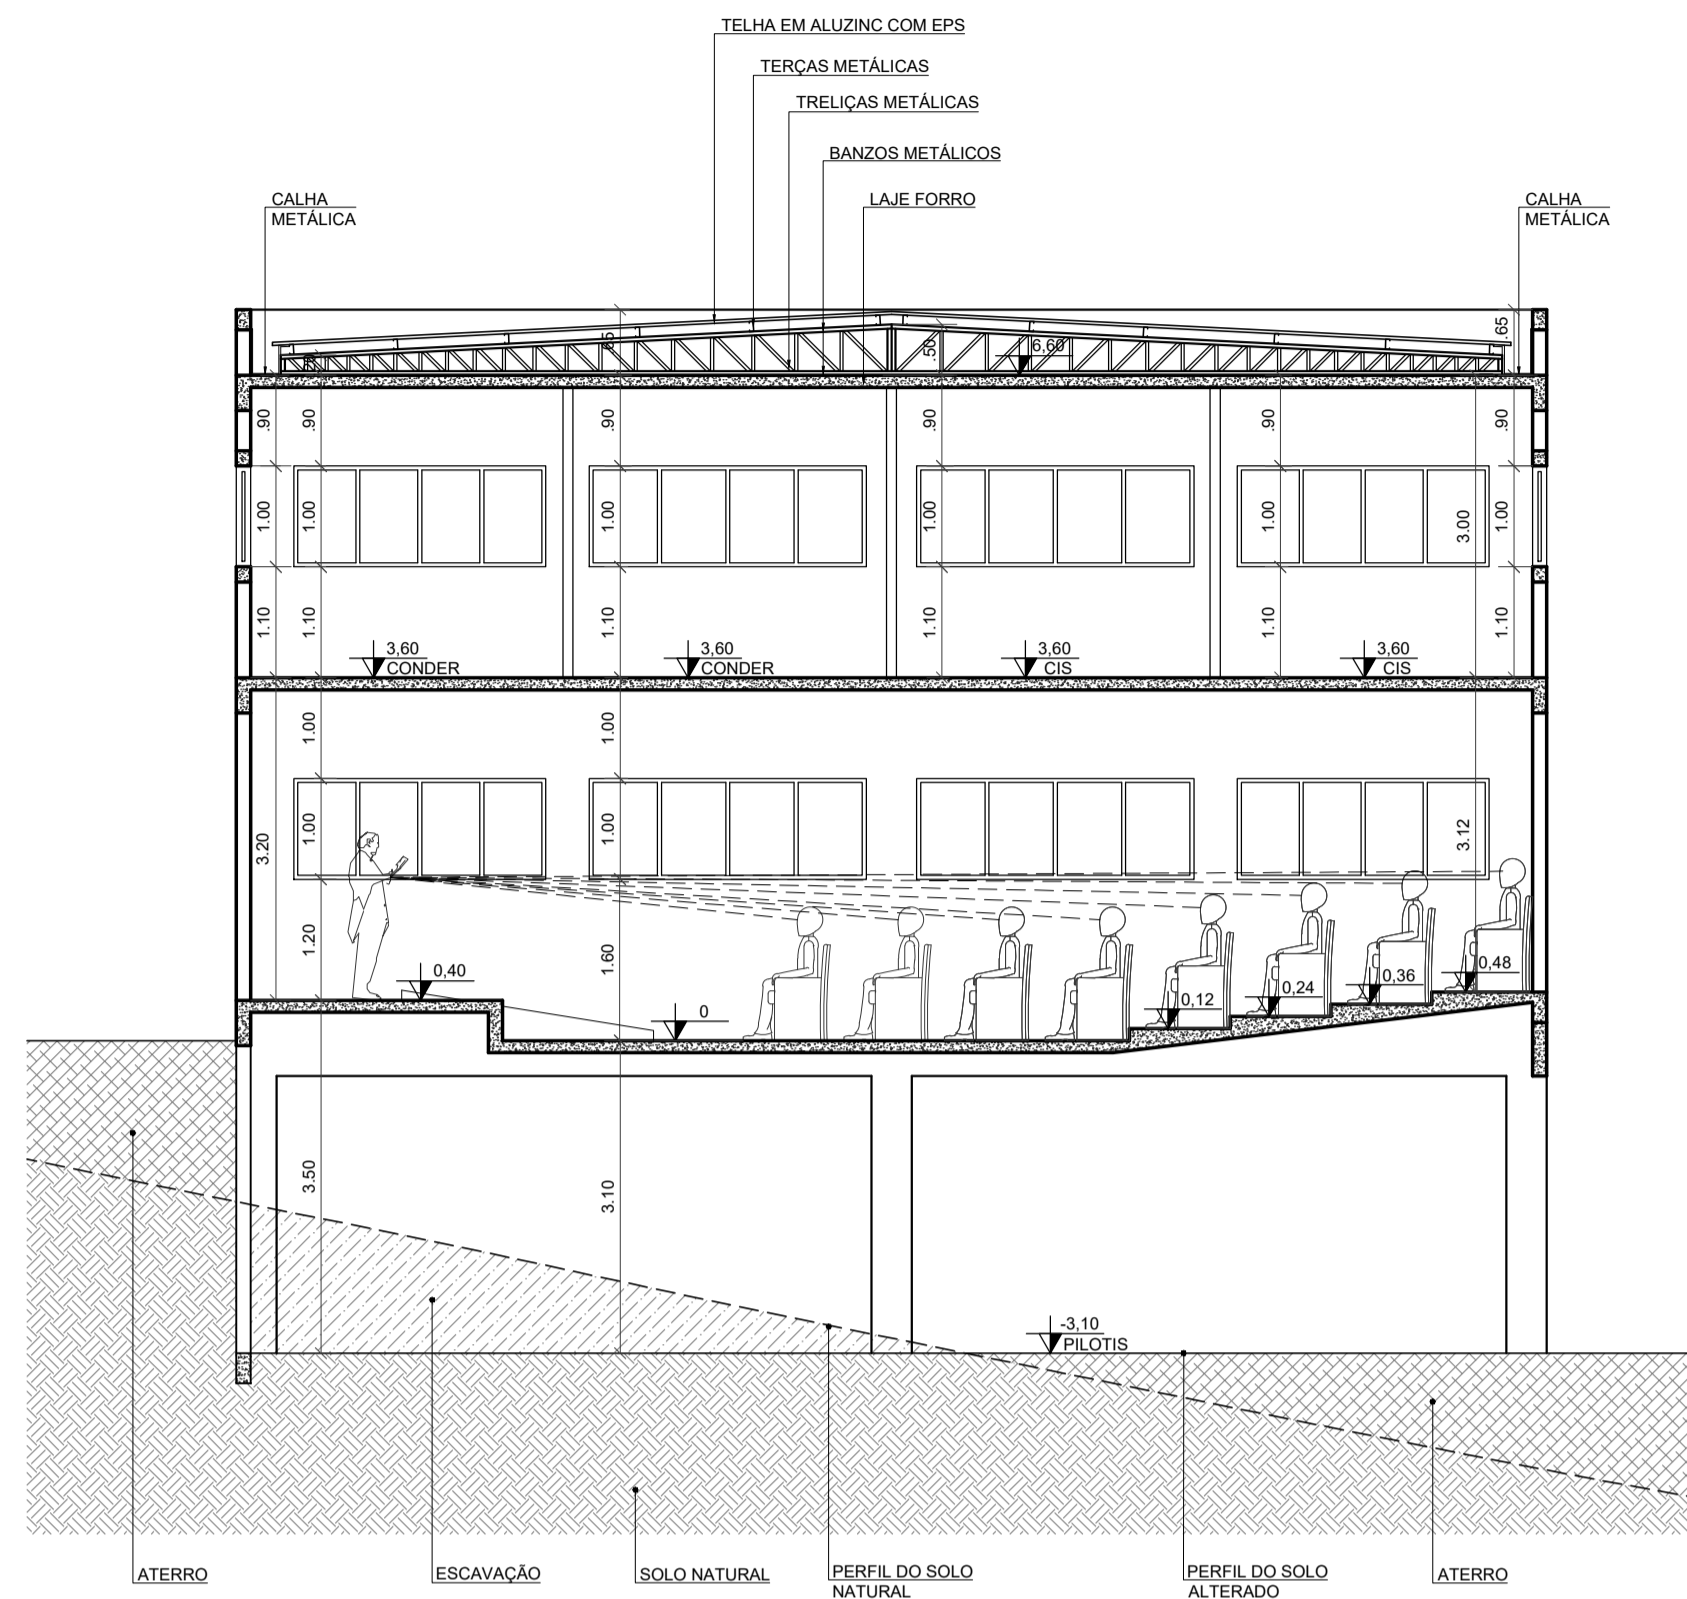 TELHA EM ALUZINC COM EPS
TERÇAS METÁLICAS
TRELIÇAS METÁLICAS
BANZOS METÁLICOS
CALHA
METÁLICA
LAJE FORRO
CALHA
METÁLICA
.65
.50
6,60
.65
.90
.90
.90
.90
.90
.90
1.00
1.00
1.00
1.00
1.00
3.00
1.00
1.10
1.10
1.10
1.10
1.10
1.10
3,60
CONDER
3,60
CONDER
3,60
CIS
3,60
CIS
1.00
1.00
3.20
1.00
1.00
3.12
1.20
1.60
0,40
0
0,12
0,24
0,36
0,48
3.50
3.10
-3,10
PILOTIS
ATERRO
ESCAVAÇÃO
SOLO NATURAL
PERFIL DO SOLO
NATURAL
PERFIL DO SOLO
ALTERADO
ATERRO